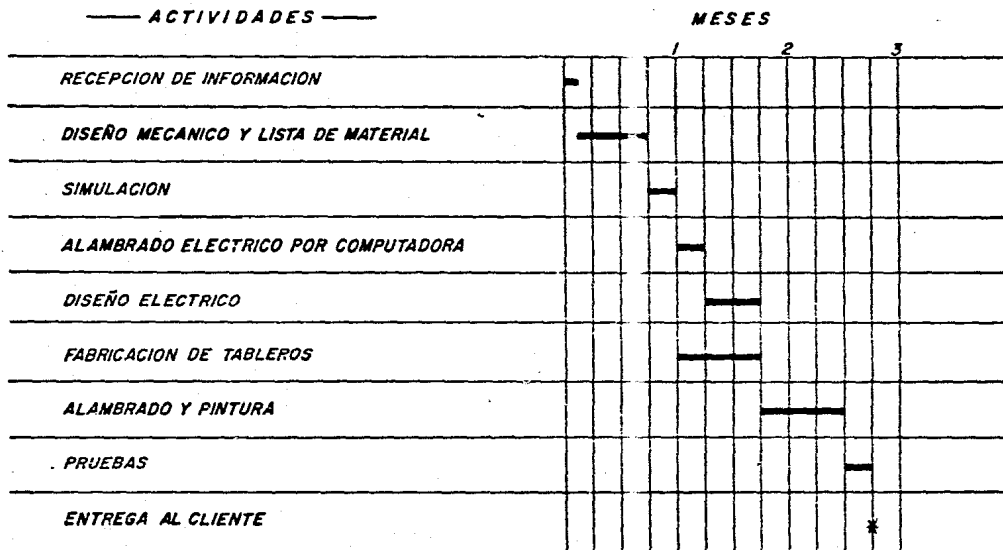 ACTIVIDADES
MESES
1 2 3
RECEPCION DE INFORMACION
DISEÑO MECANICO Y LISTA DE MATERIAL
SIMULACION
ALAMBRADO ELECTRICO POR COMPUTADORA
DISEÑO ELECTRICO
FABRICACION DE TABLEROS
ALAMBRADO Y PINTURA
PRUEBAS
ENTREGA AL CLIENTE
*